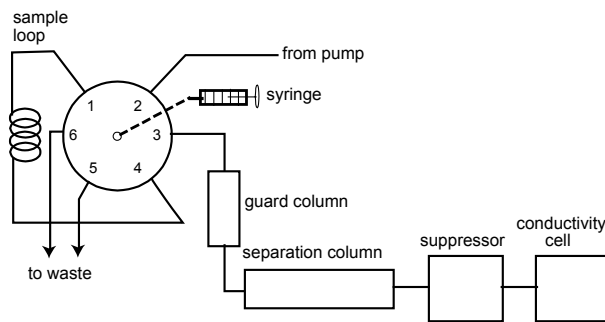 sample
loop
from pump
syringe
1
2
3
4
5
6
guard column
to waste
separation column
suppressor
conductivity
cell